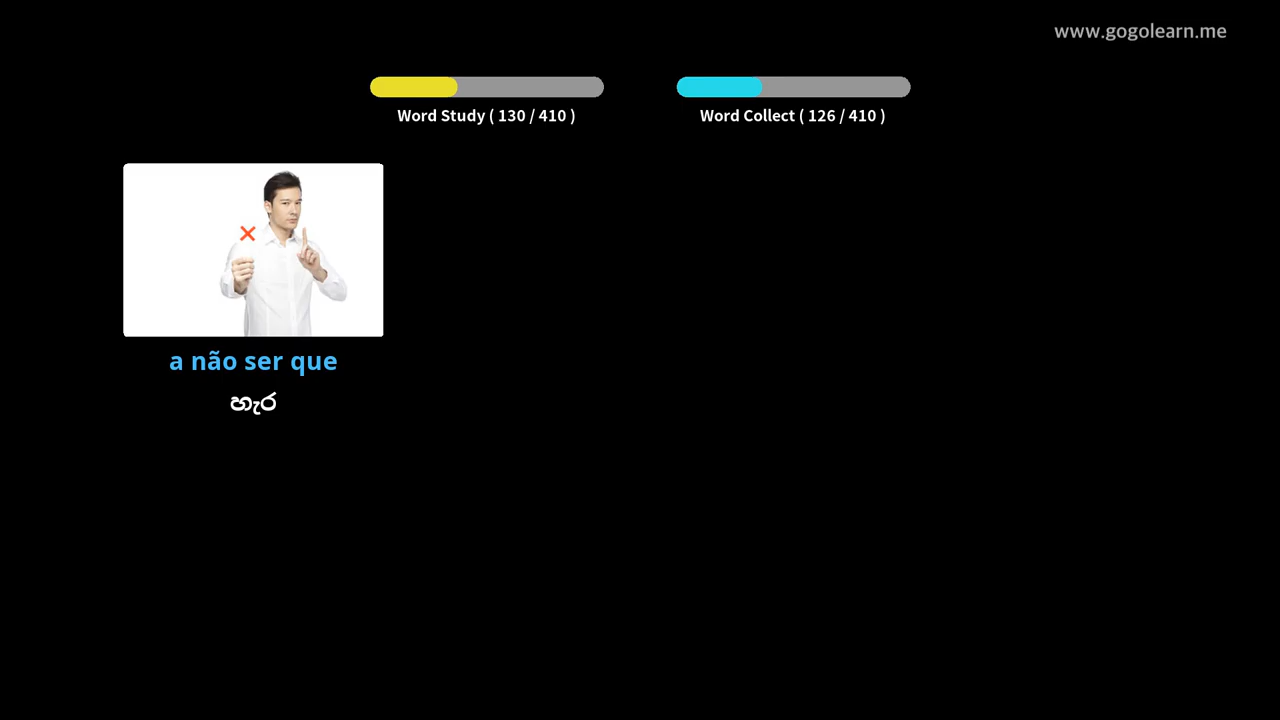 www.gogolearn.me
Word Study ( 130 / 410 )
Word Collect ( 126 / 410 )
a não ser que
හැර